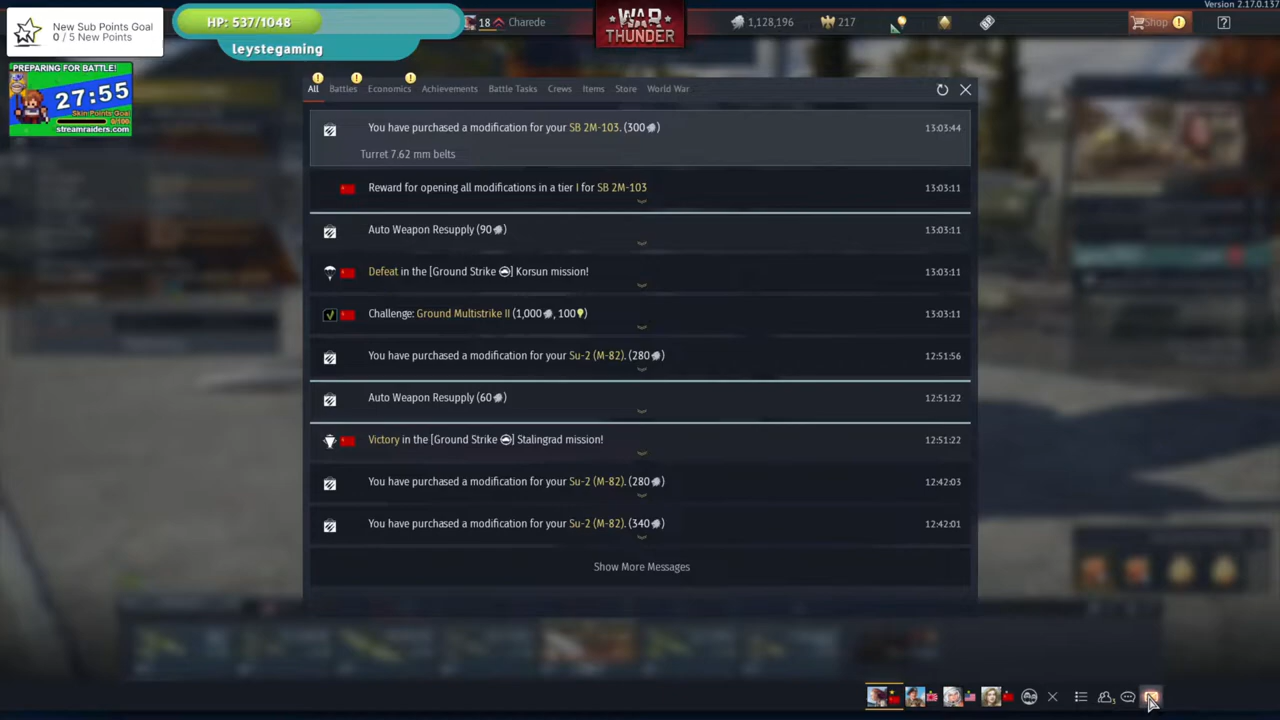 Version 2.17.0.137
New Sub Points Goal
0 / 5 New Points
HP: 537/1048
leystegaming
18 Charede
WAR THUNDER
1,128,196
217
Shop
PREPARING FOR BATTLE!
27:55
Skin Points Goal
0/100
streamraiders.com
All Battles Economics Achievements Battle Tasks Crews Items Store World War
You have purchased a modification for your SB 2M-103. (300) 13:03:44
Turret 7.62 mm belts
Reward for opening all modifications in a tier I for SB 2M-103 13:03:11
Auto Weapon Resupply (90) 13:03:11
Defeat in the [Ground Strike] Korsun mission! 13:03:11
Challenge: Ground Multistrike II (1,000, 100) 13:03:11
You have purchased a modification for your Su-2 (M-82). (280) 12:51:56
Auto Weapon Resupply (60) 12:51:22
Victory in the [Ground Strike] Stalingrad mission! 12:51:22
You have purchased a modification for your Su-2 (M-82). (280) 12:42:03
You have purchased a modification for your Su-2 (M-82). (340) 12:42:01
Show More Messages